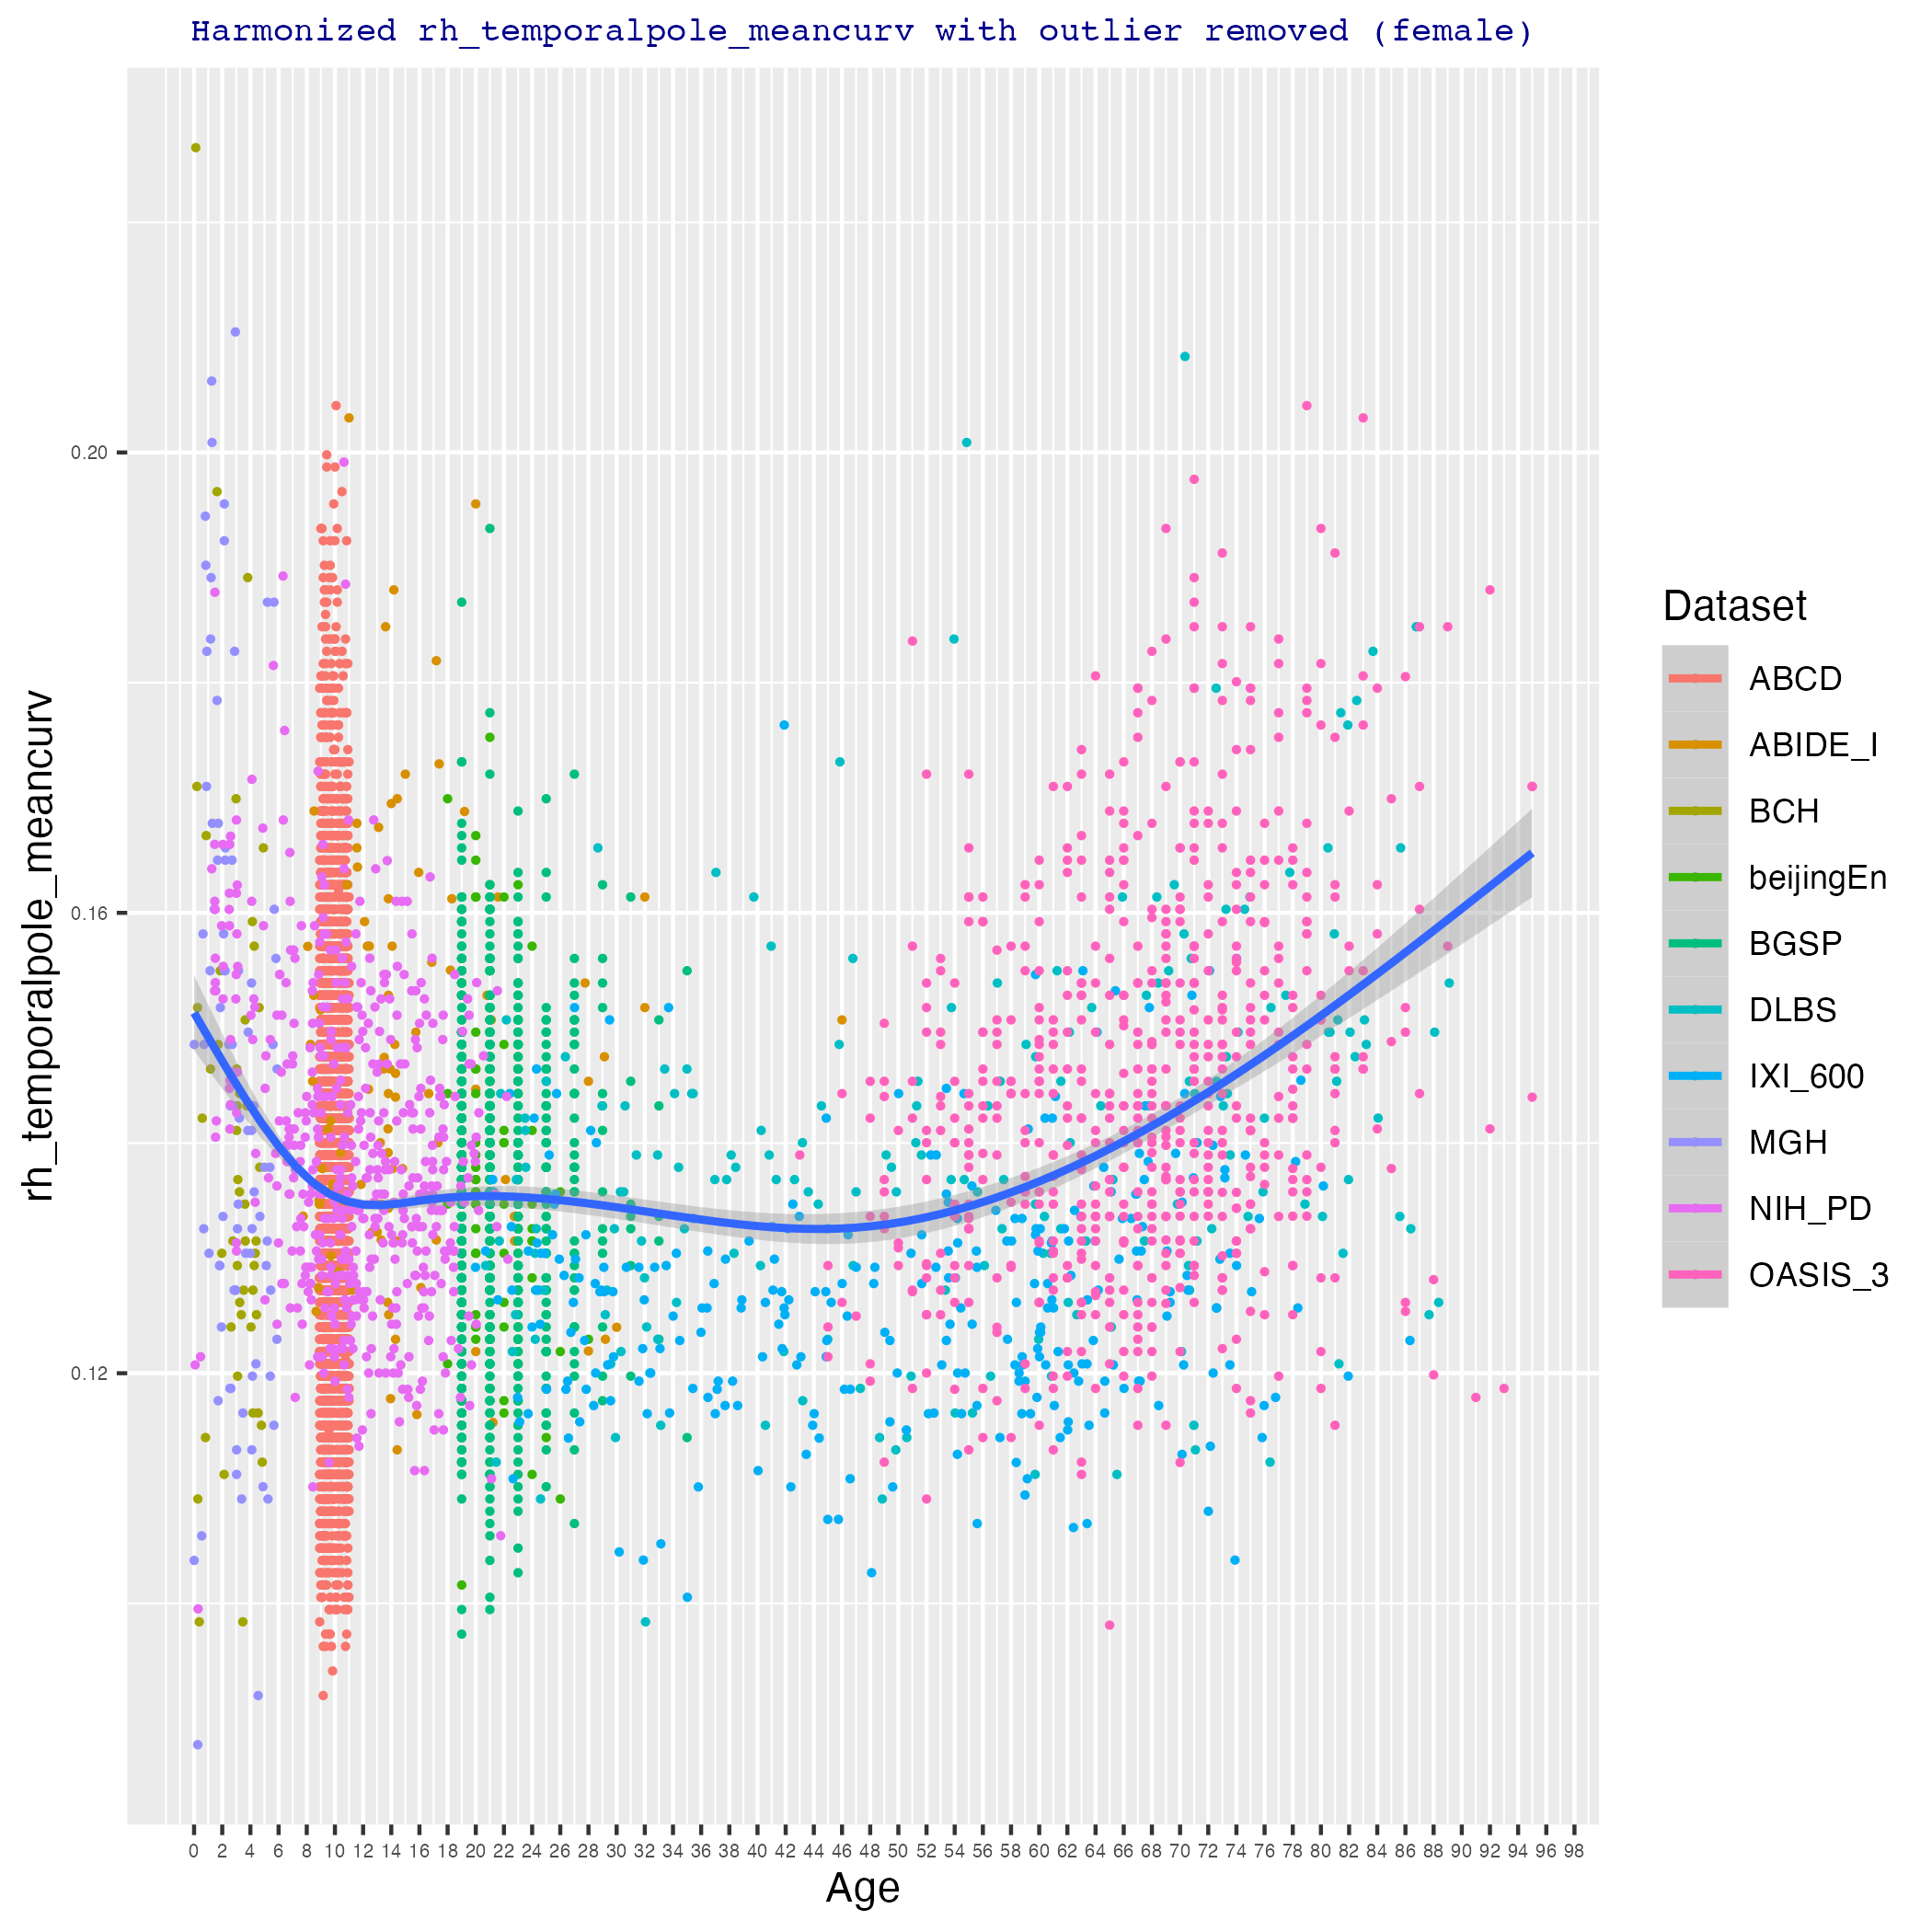 Harmonized rh_temporalpole_meancurv with outlier removed (female)
rh_temporalpole_meancurv
0.20
0.16
0.12
0 2 4 6 8 10 12 14 16 18 20 22 24 26 28 30 32 34 36 38 40 42 44 46 48 50 52 54 56 58 60 62 64 66 68 70 72 74 76 78 80 82 84 86 88 90 92 94 96 98
Age
Dataset
ABCD
ABIDE_I
BCH
beijingEn
BGSP
DLBS
IXI_600
MGH
NIH_PD
OASIS_3